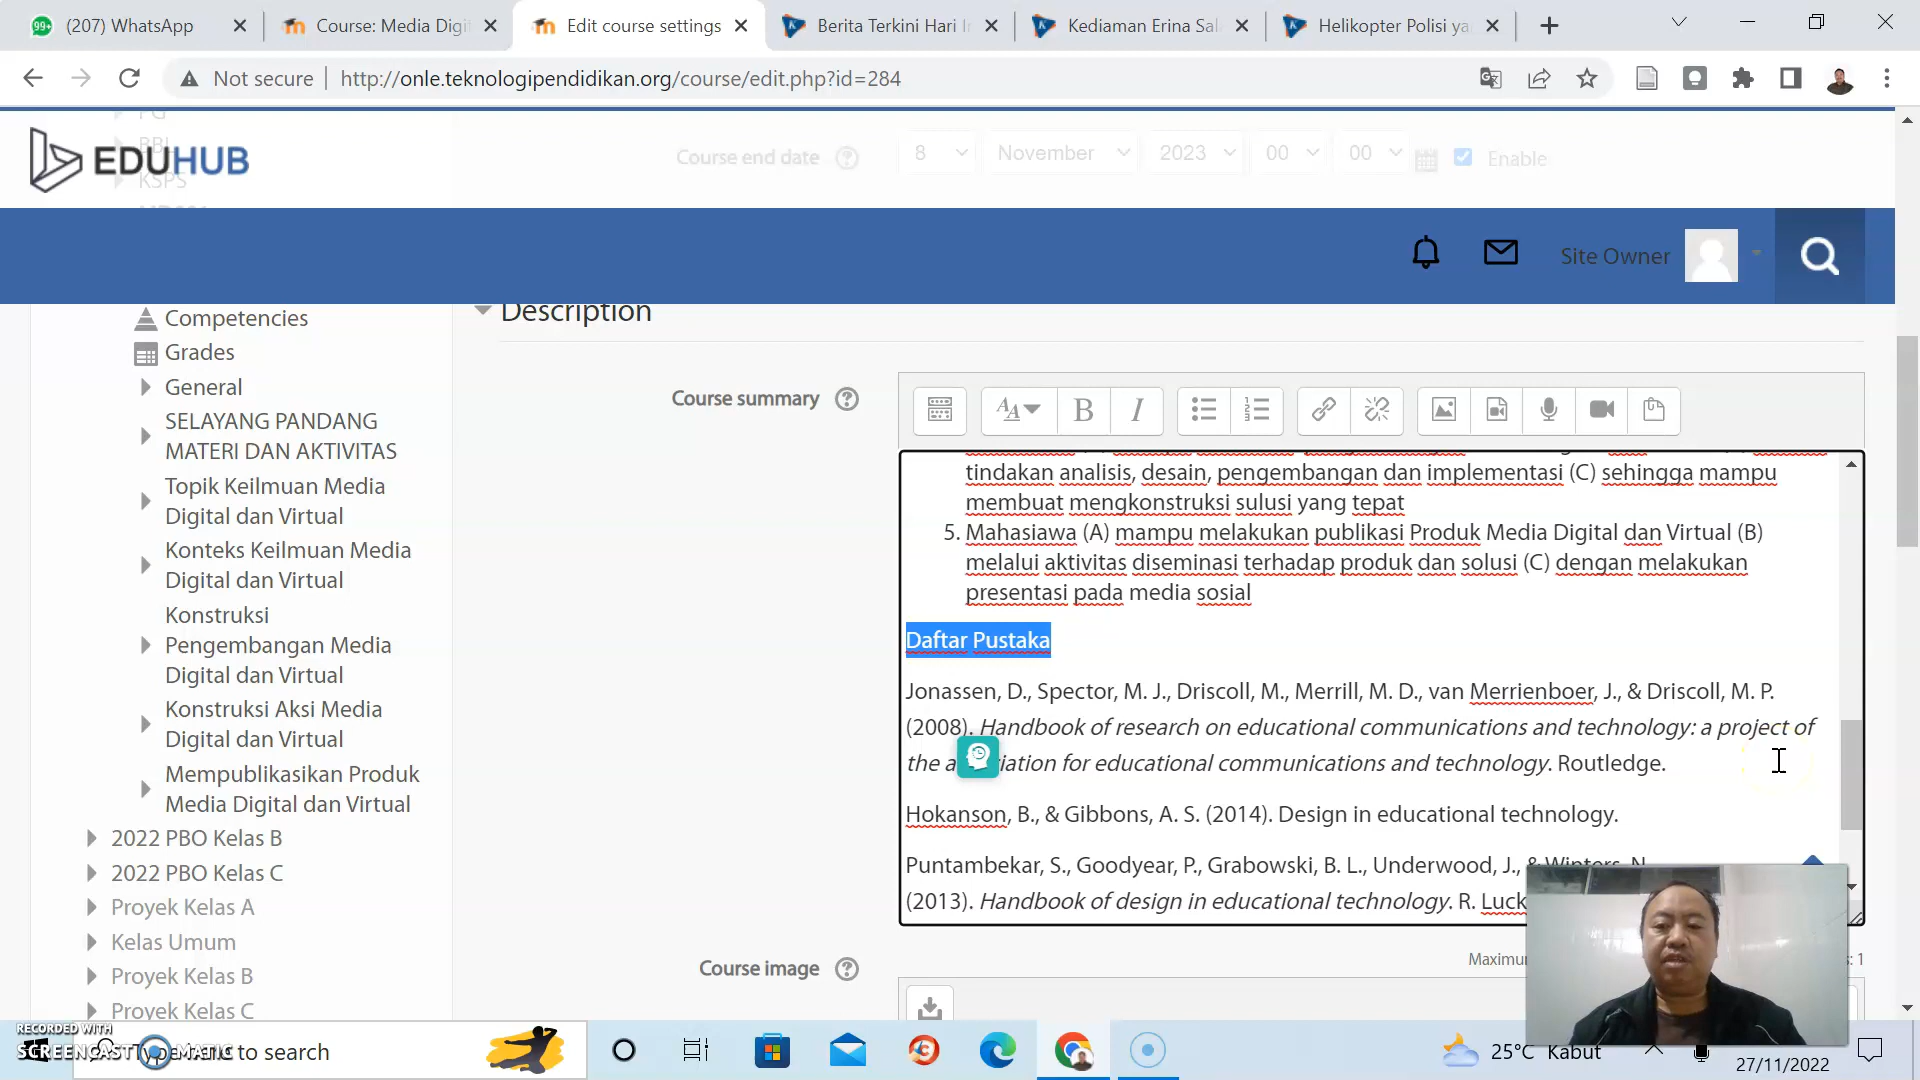 (207) WhatsApp
Course: Media Digit
Edit course settings
Berita Terkini Hari In
Kediaman Erina Sal
Helikopter Polisi ya
Not secure
http://onle.teknologipendidikan.org/course/edit.php?id=284
EDUHUB
PG
BBL
KSPS
Course end date
8
November
2023
00
00
Enable
Site Owner
Competencies
Grades
General
SELAYANG PANDANG
MATERI DAN AKTIVITAS
Topik Keilmuan Media
Digital dan Virtual
Konteks Keilmuan Media
Digital dan Virtual
Konstruksi
Pengembangan Media
Digital dan Virtual
Konstruksi Aksi Media
Digital dan Virtual
Mempublikasikan Produk
Media Digital dan Virtual
2022 PBO Kelas B
2022 PBO Kelas C
Proyek Kelas A
Kelas Umum
Proyek Kelas B
Proyek Kelas C
Description
Course summary
tindakan analisis, desain, pengembangan dan implementasi (C) sehingga mampu
membuat mengkonstruksi sulusi yang tepat
5. Mahasiawa (A) mampu melakukan publikasi Produk Media Digital dan Virtual (B)
melalui aktivitas diseminasi terhadap produk dan solusi (C) dengan melakukan
presentasi pada media sosial
Daftar Pustaka
Jonassen, D., Spector, M. J., Driscoll, M., Merrill, M. D., van Merrienboer, J., & Driscoll, M. P.
(2008). Handbook of research on educational communications and technology: a project of
the a iation for educational communications and technology. Routledge.
Hokanson, B., & Gibbons, A. S. (2014). Design in educational technology.
Puntambekar, S., Goodyear, P., Grabowski, B. L., Underwood, J., & Winters, N.
(2013). Handbook of design in educational technology. R. Luck
Course image
Maximu
: 1
RECORDED WITH
SCREENCAST MATIC
Type here to search
25°C Kabut
27/11/2022